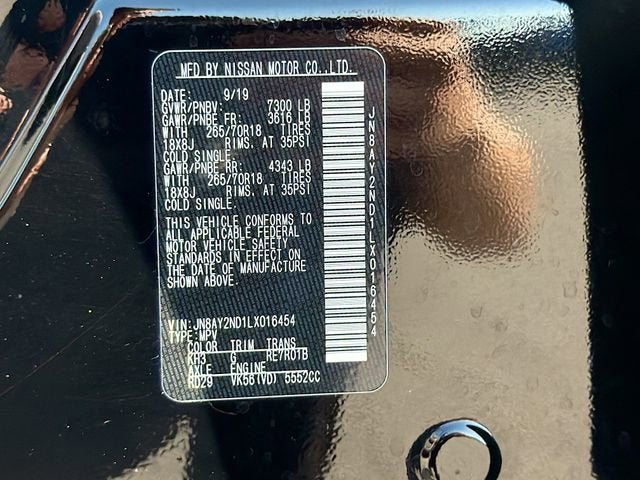 MFD BY NISSAN MOTOR CO.,LTD.
DATE: 9/19
GVWR/PNBV: 7300 LB
GAWR/PNBE FR: 3616 LB
WITH 265/70R18 TIRES
18X8J RIMS. AT 35PSI
COLD SINGLE.
GAWR/PNBE RR: 4343 LB
WITH 265/70R18 TIRES
18X8J RIMS. AT 35PSI
COLD SINGLE.
THIS VEHICLE CONFORMS TO
ALL APPLICABLE FEDERAL
MOTOR VEHICLE SAFETY
STANDARDS IN EFFECT ON
THE DATE OF MANUFACTURE
SHOWN ABOVE.
VIN:JN8AY2ND1LX016454
TYPE:MPV
COLOR TRIM TRANS
KH3 G RE7R01B
AXLE ENGINE
RD29 VK56(VD) 5552CC
JN8AY2ND1LX016454